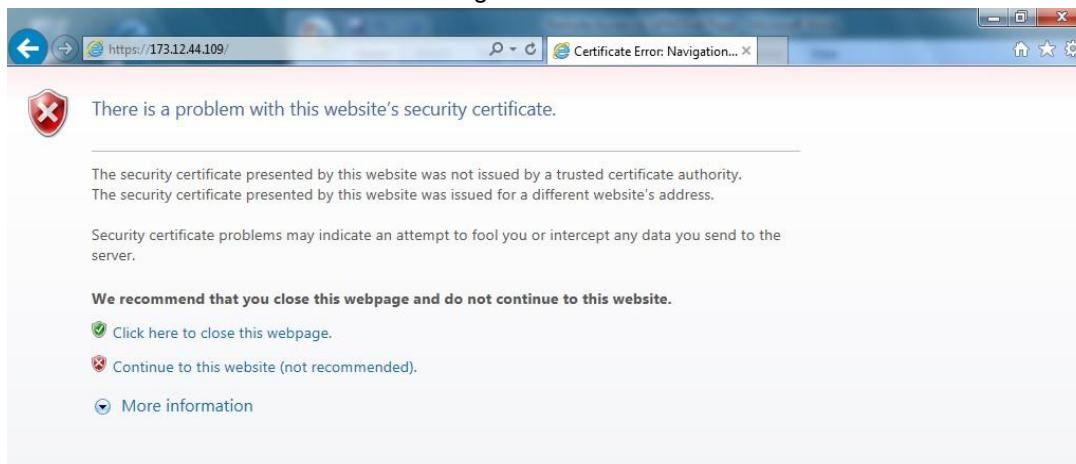 https://173.12.44.109/
Certificate Error: Navigation...
There is a problem with this website's security certificate.
The security certificate presented by this website was not issued by a trusted certificate authority.
The security certificate presented by this website was issued for a different website's address.
Security certificate problems may indicate an attempt to fool you or intercept any data you send to the
server.
We recommend that you close this webpage and do not continue to this website.
Click here to close this webpage.
Continue to this website (not recommended).
More information